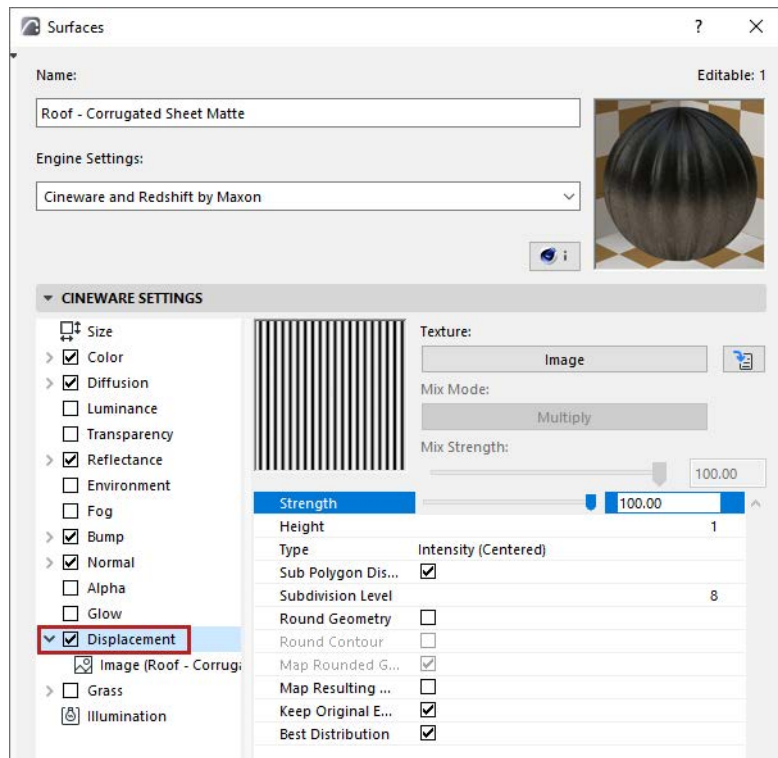 Surfaces
?
Name:
Editable: 1
Roof - Corrugated Sheet Matte
Engine Settings:
Cineware and Redshift by Maxon
i
CINEWARE SETTINGS
Size
Color
Diffusion
Luminance
Transparency
Reflectance
Environment
Fog
Bump
Normal
Alpha
Glow
Displacement
Image (Roof - Corruga
Grass
Illumination
Texture:
Image
Mix Mode:
Multiply
Mix Strength:
100.00
Strength 100.00
Height 1
Type Intensity (Centered)
Sub Polygon Dis...
Subdivision Level 8
Round Geometry
Round Contour
Map Rounded G...
Map Resulting ...
Keep Original E...
Best Distribution